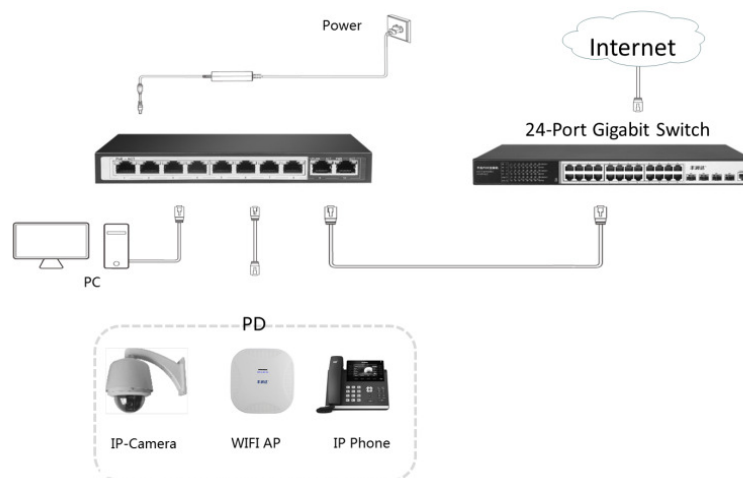 Power
Internet
24-Port Gigabit Switch
PC
PD
IP-Camera
WIFI AP
IP Phone